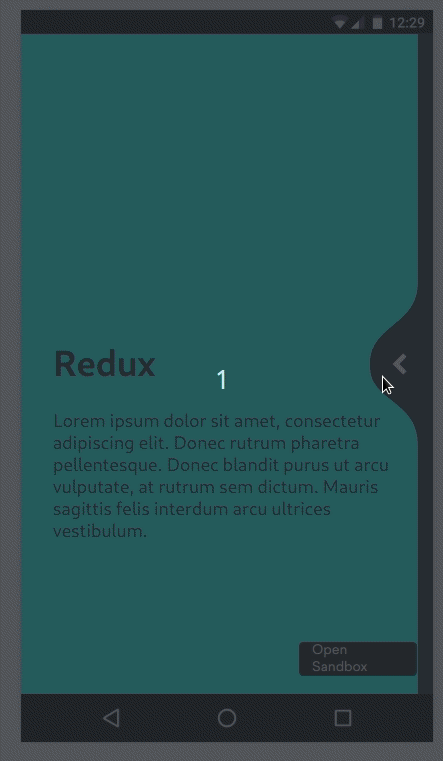 12:29
Redux
1
Lorem ipsum dolor sit amet, consectetur
adipiscing elit. Donec rutrum pharetra
pellentesque. Donec blandit purus ut arcu
vulputate, at rutrum sem dictum. Mauris
sagittis felis interdum arcu ultrices
vestibulum.
Open
Sandbox